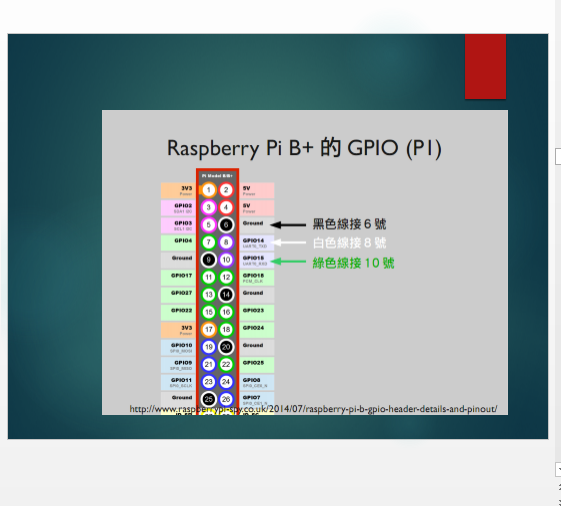 Raspberry Pi B+ 的 GPIO (P1)
Pi Model B/B+
3V3 Power 1 2 5V Power
GPIO2 SDA1 I2C 3 4 5V Power
GPIO3 SCL1 I2C 5 6 Ground
黑色線接 6 號
GPIO4 7 8 GPIO14 UART0_TXD
白色線接 8 號
Ground 9 10 GPIO15 UART0_RXD
綠色線接 10 號
GPIO17 11 12 GPIO18 PCM_CLK
GPIO27 13 14 Ground
GPIO22 15 16 GPIO23
3V3 Power 17 18 GPIO24
GPIO10 SPI0_MOSI 19 20 Ground
GPIO9 SPI0_MISO 21 22 GPIO25
GPIO11 SPI0_SCLK 23 24 GPIO8 SPI0_CE0_N
Ground 25 26 GPIO7 SPI0_CE1_N
http://www.raspberrypi-spy.co.uk/2014/07/raspberry-pi-b-gpio-header-details-and-pinout/